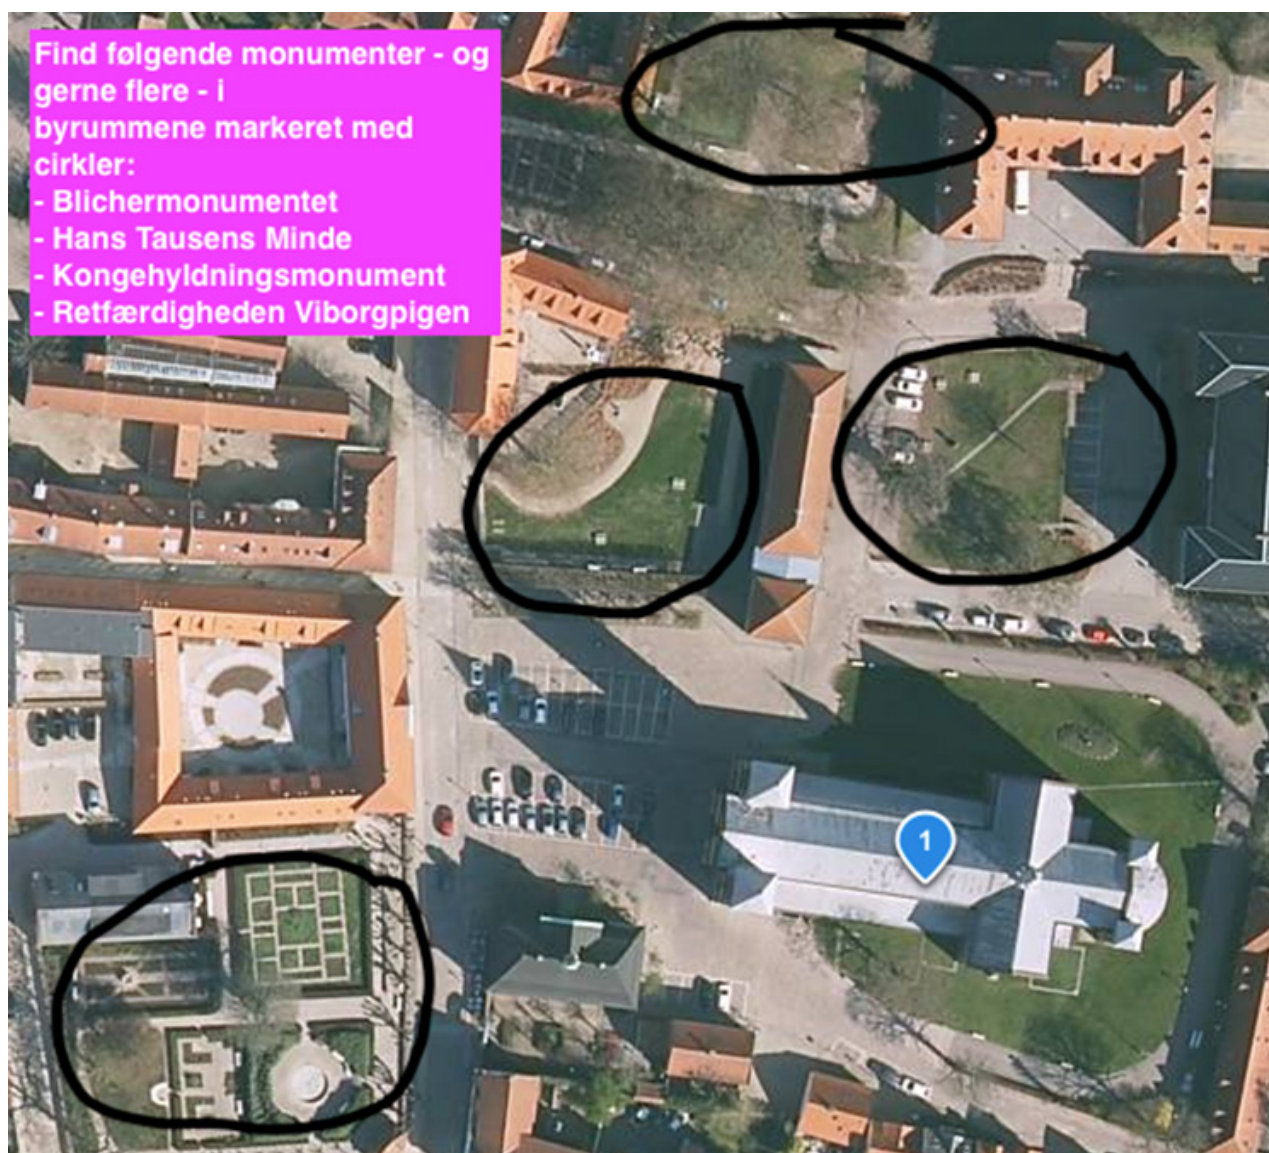 Find følgende monumenter - og
gerne flere - i
byrummene markeret med
cirkler:
- Blichermonumentet
- Hans Tausens Minde
- Kongehyldningsmonument
- Retfærdigheden Viborgpigen
1